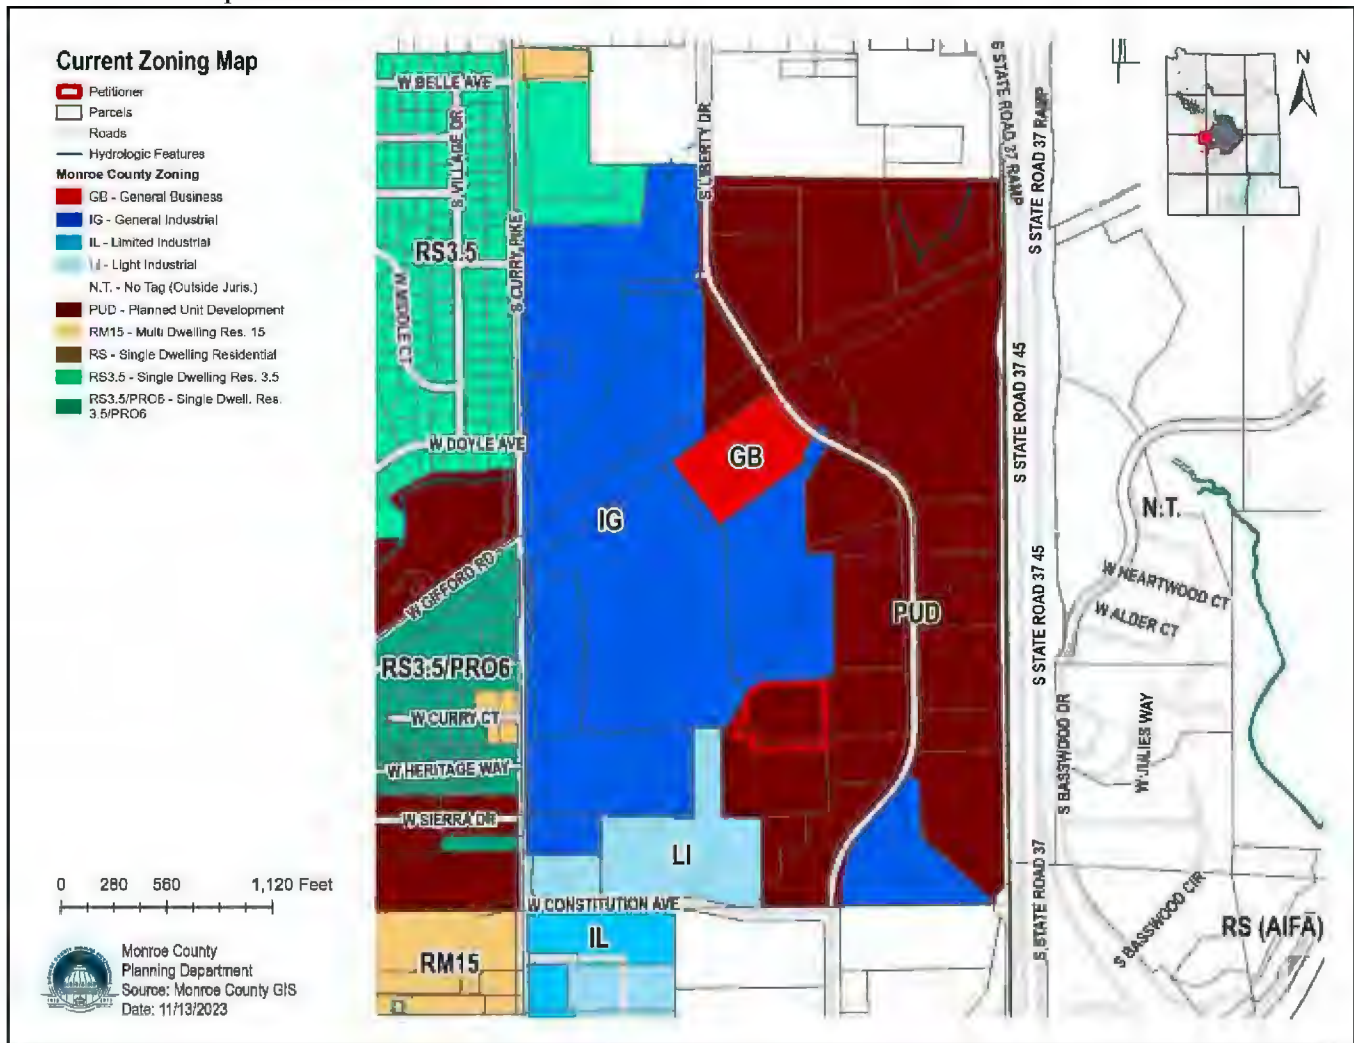 Current Zoning Map
Petitioner
Parcels
Roads
Hydrologic Features
Monroe County Zoning
GB - General Business
IG - General Industrial
IL - Limited Industrial
LI - Light Industrial
N.T. - No Tag (Outside Juris.)
PUD - Planned Unit Development
RM15 - Multi Dwelling Res. 15
RS - Single Dwelling Residential
RS3.5 - Single Dwelling Res. 3.5
RS3.5/PRO6 - Single Dwell. Res.
3.5/PRO6
0 280 560 1,120 Feet
Monroe County
Planning Department
Source: Monroe County GIS
Date: 11/13/2023
W BELLE AVE
S VILLAGE DR
RS3.5
W MIDDLE CT
S CURRY PIKE
W DOYLE AVE
W GIFFORD RD
RS3.5/PRO6
W CURRY CT
W HERITAGE WAY
W SIERRA DR
RM15
S LIBERTY DR
GB
IG
PUD
LI
W CONSTITUTION AVE
IL
S STATE ROAD 37 RAMP
S STATE ROAD 37 RAMP
S STATE ROAD 37 45
S STATE ROAD 37 45
S STATE ROAD 37
N
N.T.
W HEARTWOOD CT
W ALDER CT
S BASSWOOD DR
W JULIES WAY
S BASSWOOD CIR
RS (AIFA)